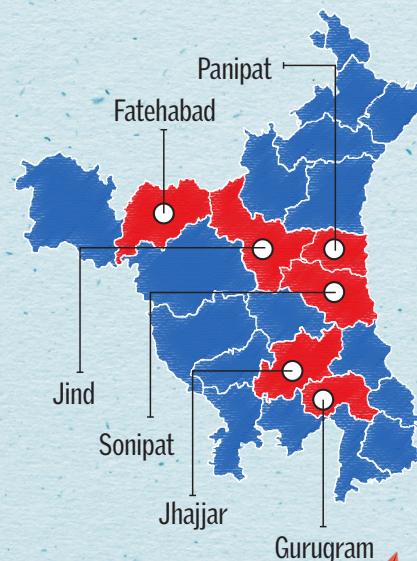 Panipat
Fatehabad
Jind
Sonipat
Jhajjar
Gurugram